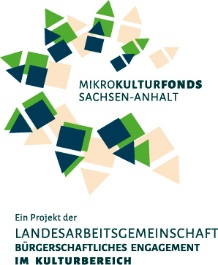 MIKROKULTURFONDS
SACHSEN-ANHALT
Ein Projekt der
LANDESARBEITSGEMEINSCHAFT
BÜRGERSCHAFTLICHES ENGAGEMENT
IM KULTURBEREICH